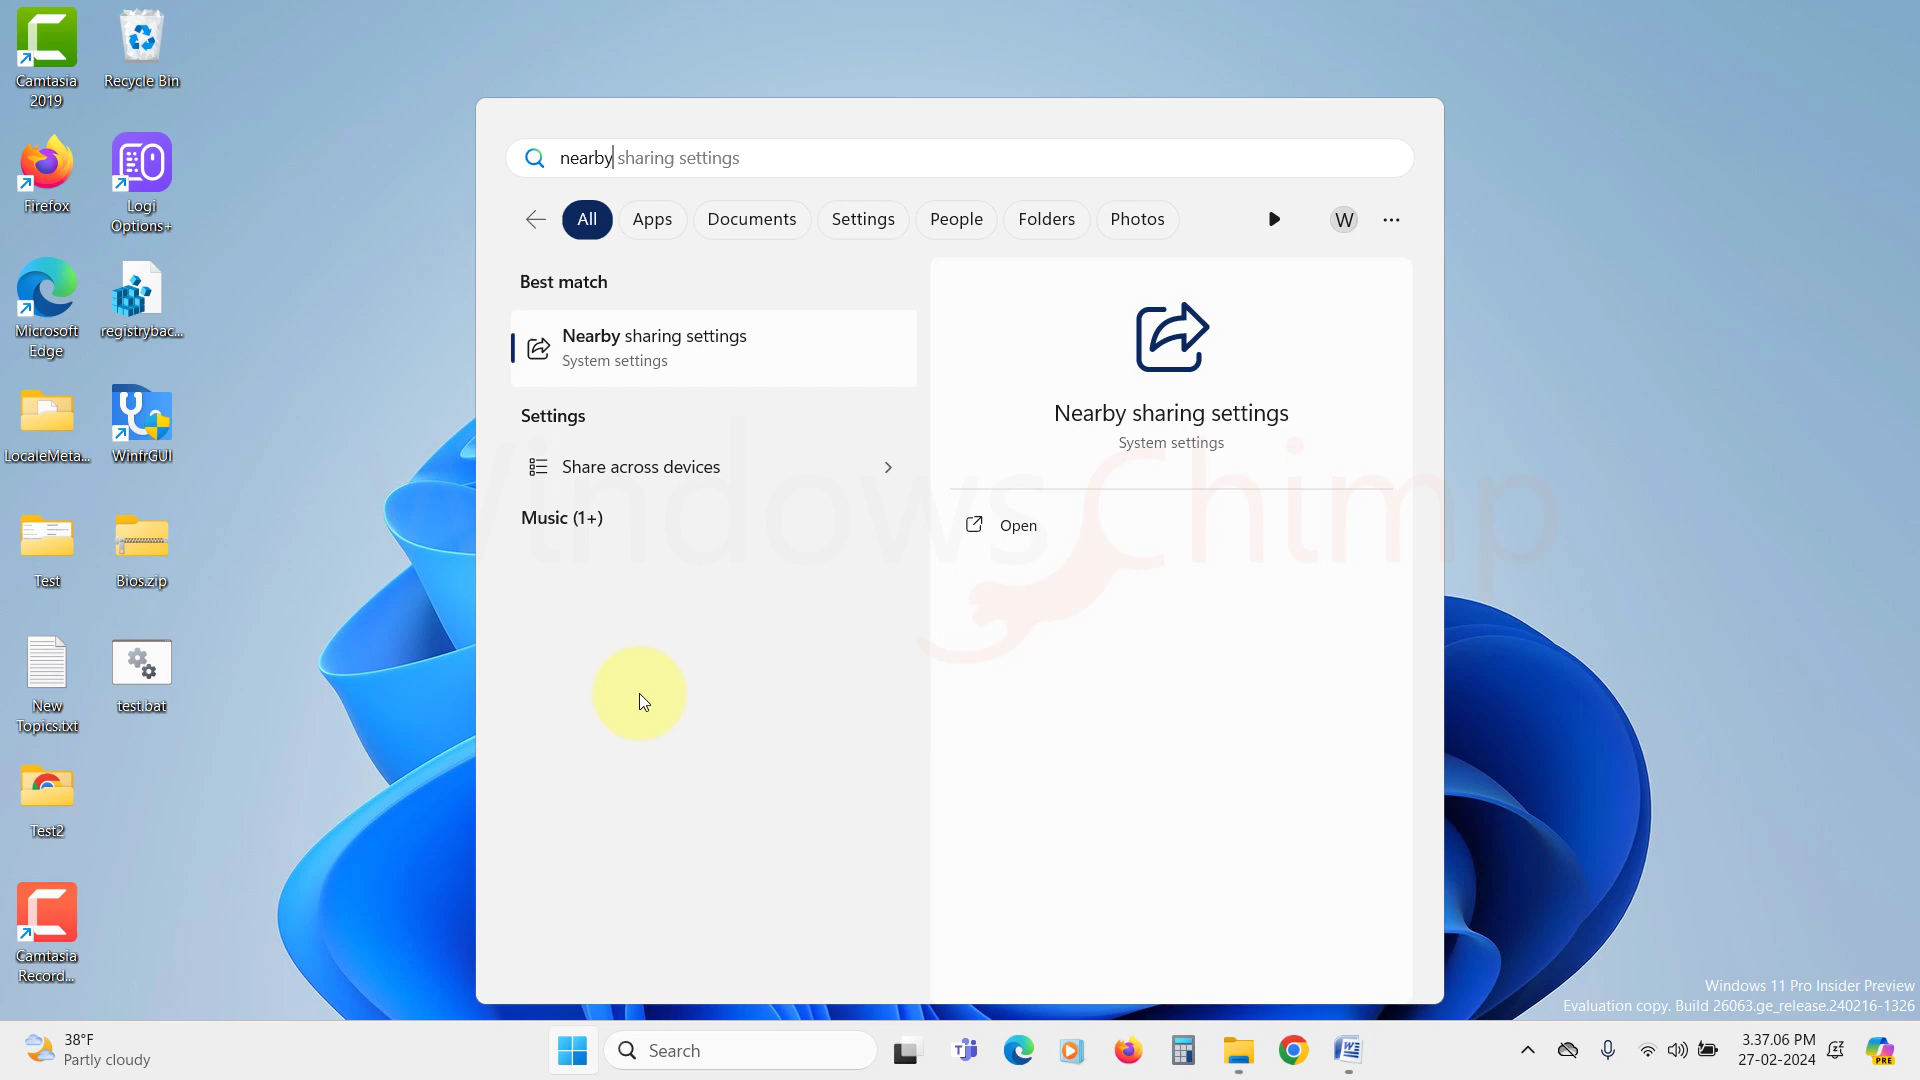 Camtasia
2019
Recycle Bin
Firefox
Logi
Options+
Microsoft
Edge
registrybac...
LocaleMeta...
WinfrGUI
Test
Bios.zip
New
Topics.txt
test.bat
Test2
Camtasia
Record...
nearby sharing settings
All
Apps
Documents
Settings
People
Folders
Photos
W
Best match
Nearby sharing settings
System settings
Settings
Share across devices
Music (1+)
Nearby sharing settings
System settings
Open
WindowsChimp
Windows 11 Pro Insider Preview
Evaluation copy. Build 26063.ge_release.240216-1326
38°F
Partly cloudy
Search
3.37.06 PM
27-02-2024
PRE